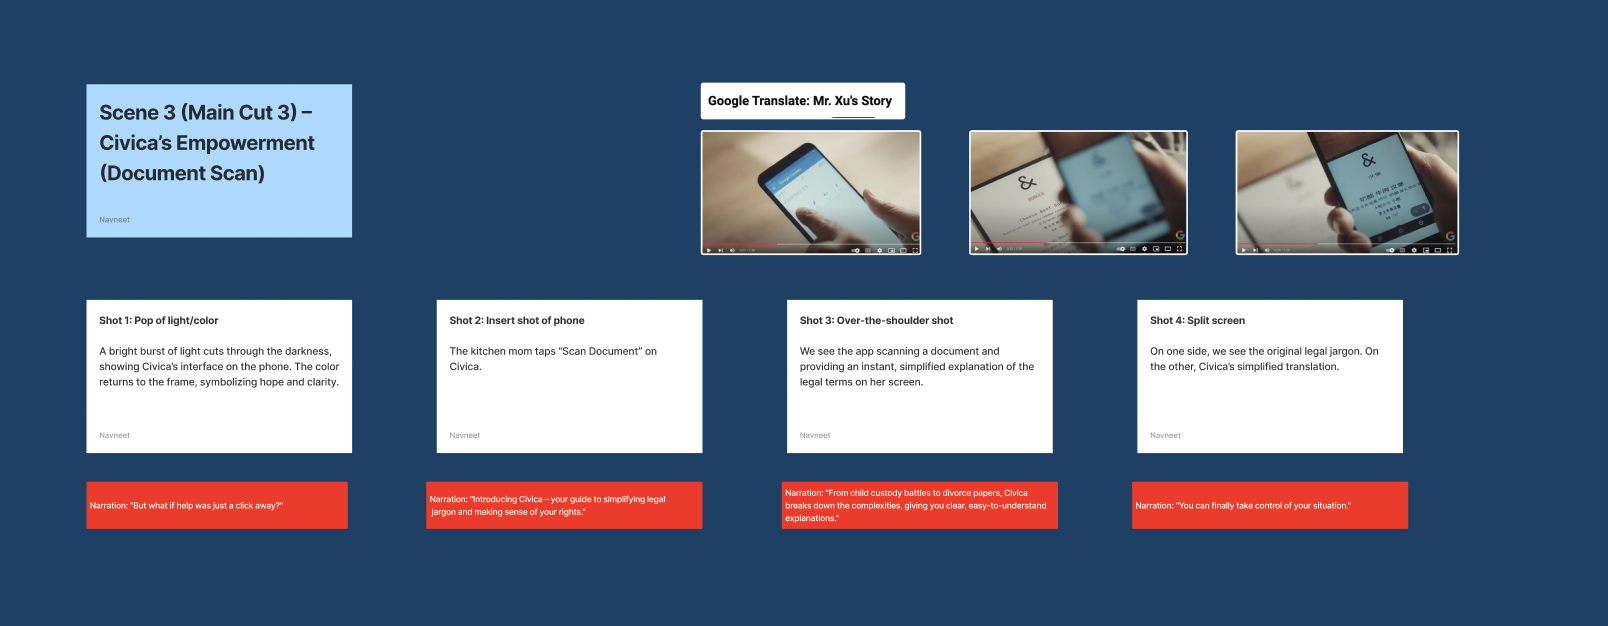 Scene 3 (Main Cut 3) –
Civica’s Empowerment
(Document Scan)
Navneet
Google Translate: Mr. Xu's Story
&
BURGER
&
Shot 1: Pop of light/color
A bright burst of light cuts through the darkness,
showing Civica’s interface on the phone. The color
returns to the frame, symbolizing hope and clarity.
Navneet
Shot 2: Insert shot of phone
The kitchen mom taps “Scan Document” on
Civica.
Navneet
Shot 3: Over-the-shoulder shot
We see the app scanning a document and
providing an instant, simplified explanation of the
legal terms on her screen.
Navneet
Shot 4: Split screen
On one side, we see the original legal jargon. On
the other, Civica’s simplified translation.
Navneet
Narration: "But what if help was just a click away?"
Narration: "Introducing Civica – your guide to simplifying legal
jargon and making sense of your rights."
Narration: "From child custody battles to divorce papers, Civica
breaks down the complexities, giving you clear, easy-to-understand
explanations."
Narration: "You can finally take control of your situation."